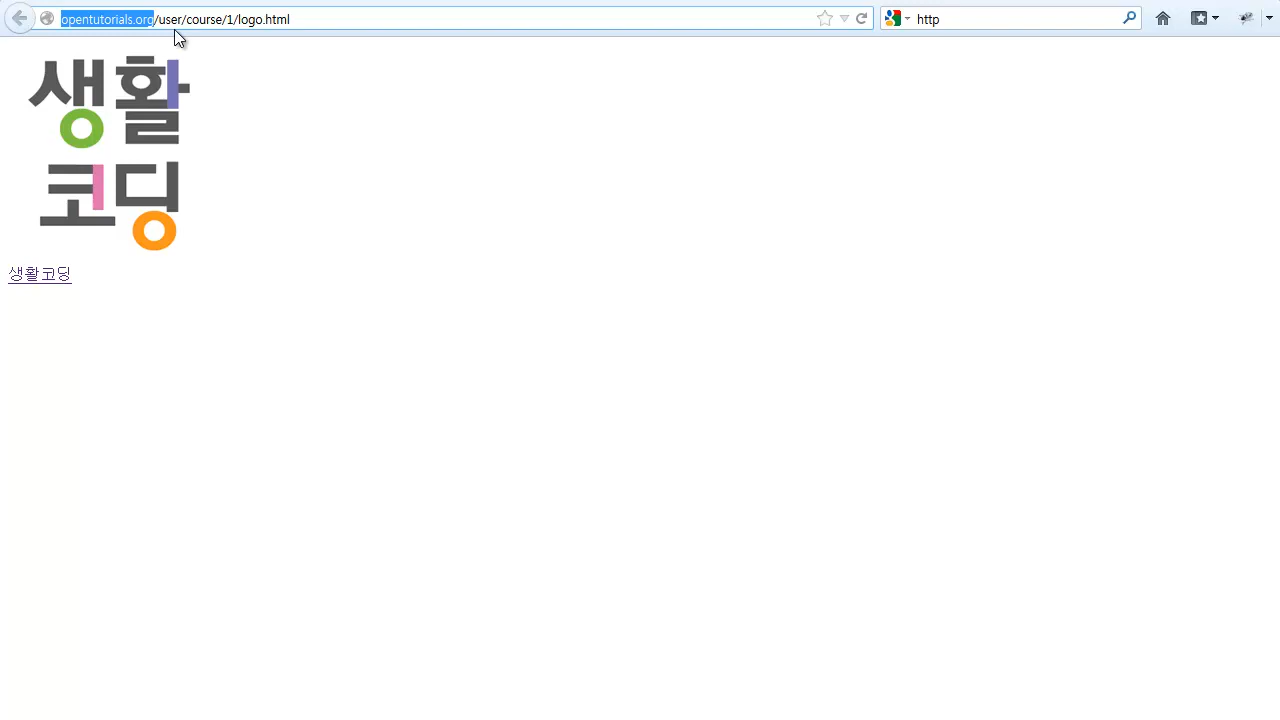 opentutorials.org/user/course/1/logo.html
http
생활
코딩
생활코딩